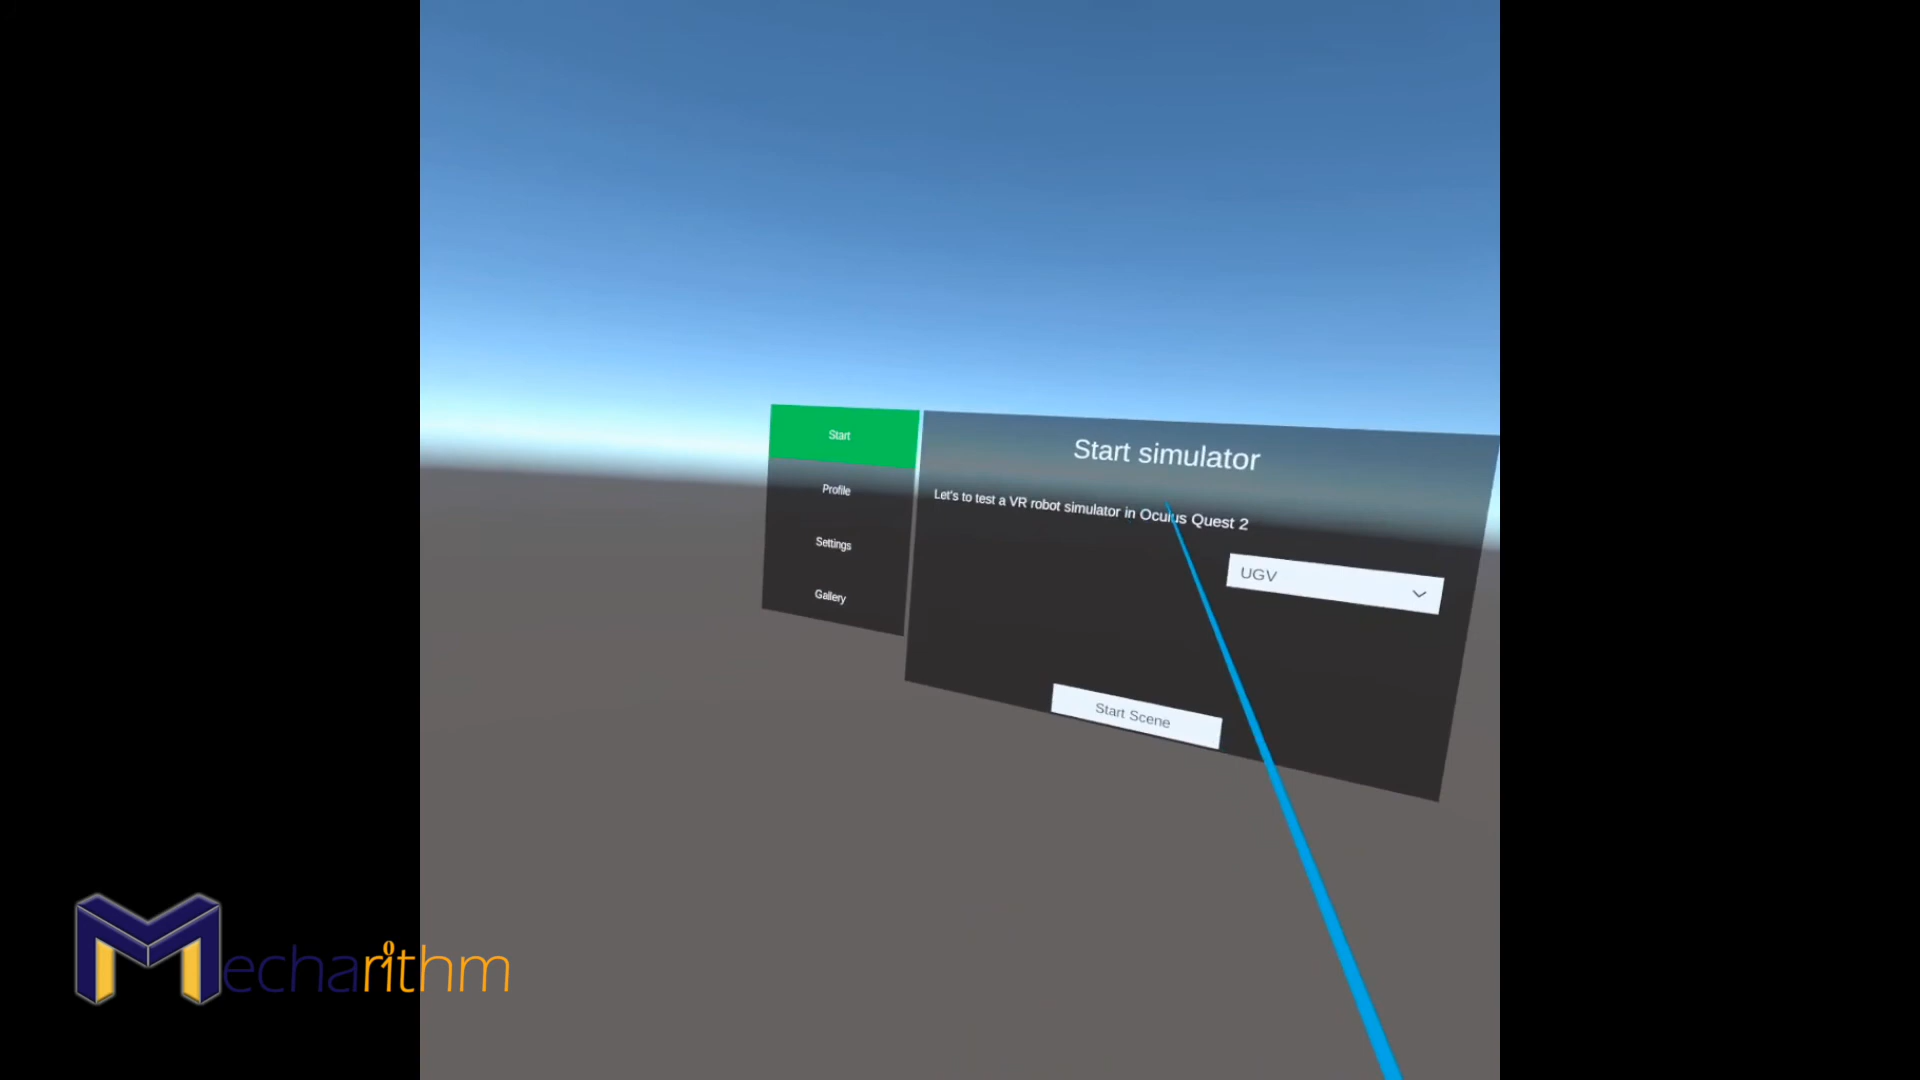 Start
Profile
Settings
Gallery
Start simulator
Let's to test a VR robot simulator in Oculus Quest 2
UGV
Start Scene
Mecharithm